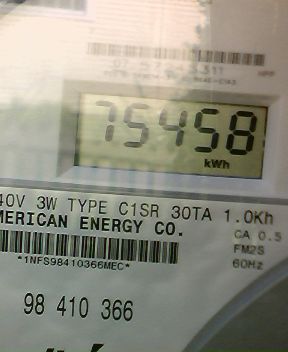 75458
kWh
40V 3W TYPE C1SR 30TA 1.0Kh
MERICAN ENERGY CO.
CA 0.5
FM2S
60Hz
*1NFS98410366MEC*
98 410 366